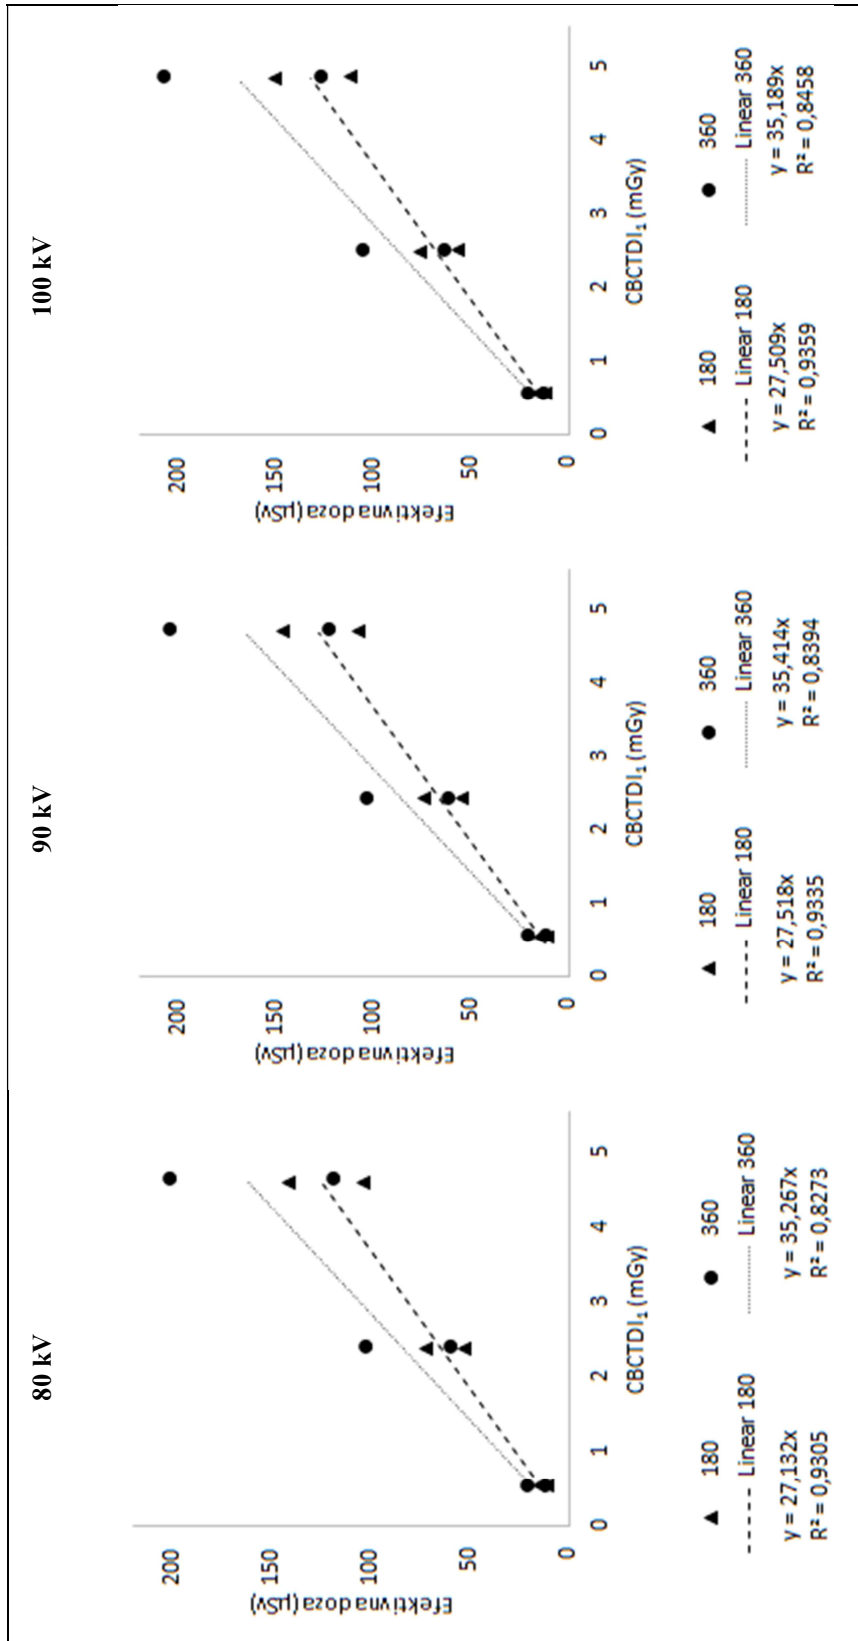 80 kV
Efektivna doza (µSv)
200
150
100
50
0
0 1 2 3 4 5
CBCTDI₁ (mGy)
180 360
Linear 180 Linear 360
y = 27,132x y = 35,267x
R² = 0,9305 R² = 0,8273
90 kV
Efektivna doza (µSv)
200
150
100
50
0
0 1 2 3 4 5
CBCTDI₁ (mGy)
180 360
Linear 180 Linear 360
y = 27,518x y = 35,414x
R² = 0,9335 R² = 0,8394
100 kV
Efektivna doza (µSv)
200
150
100
50
0
0 1 2 3 4 5
CBCTDI₁ (mGy)
180 360
Linear 180 Linear 360
y = 27,509x y = 35,189x
R² = 0,9359 R² = 0,8458